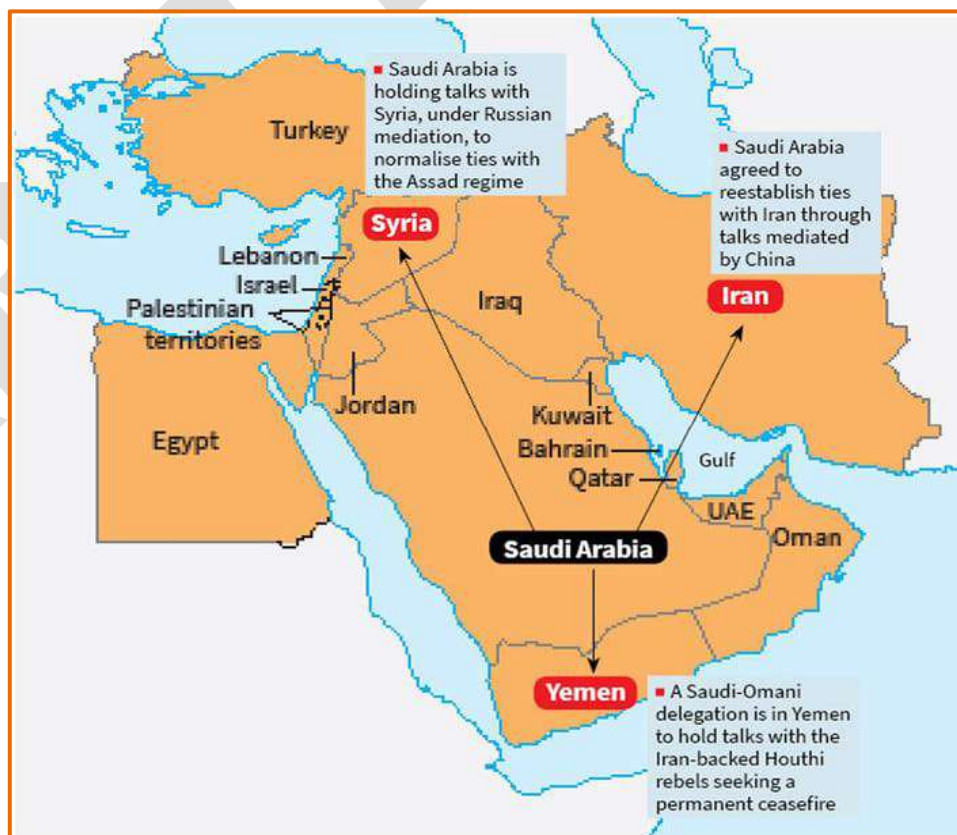 ■ Saudi Arabia is
holding talks with
Syria, under Russian
mediation, to
normalise ties with
the Assad regime
Turkey
■ Saudi Arabia
agreed to
reestablish ties
with Iran through
talks mediated
by China
Syria
Lebanon
Israel
Palestinian
territories
Iraq
Iran
Jordan
Kuwait
Egypt
Bahrain
Gulf
Qatar
UAE
Saudi Arabia
Oman
Yemen
■ A Saudi-Omani
delegation is in Yemen
to hold talks with the
Iran-backed Houthi
rebels seeking a
permanent ceasefire